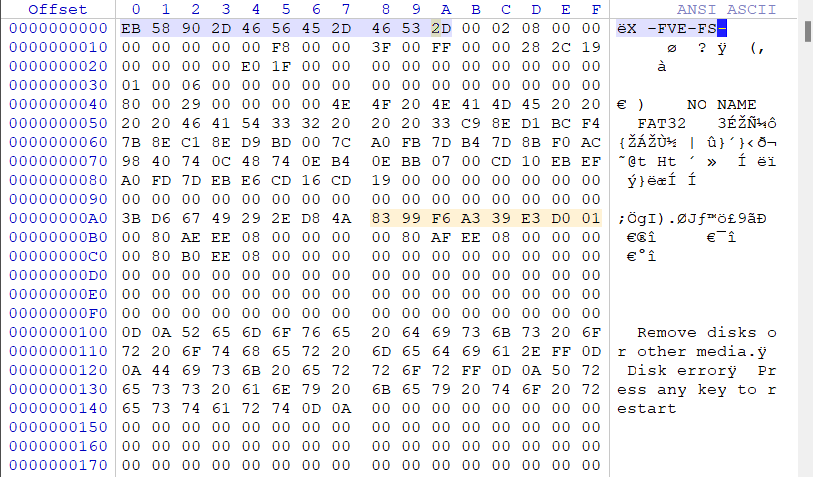 Offset 0 1 2 3 4 5 6 7 8 9 A B C D E F ANSI ASCII
0000000000 EB 58 90 2D 46 56 45 2D 46 53 2D 00 02 08 00 00 ëX -FVE-FS-
0000000010 00 00 00 00 00 F8 00 00 3F 00 FF 00 00 28 2C 19 ø ? ÿ (,
0000000020 00 00 00 00 E0 1F 00 00 00 00 00 00 00 00 00 00 à
0000000030 01 00 06 00 00 00 00 00 00 00 00 00 00 00 00 00
0000000040 80 00 29 00 00 00 00 4E 4F 20 4E 41 4D 45 20 20 € ) NO NAME
0000000050 20 20 46 41 54 33 32 20 20 20 33 C9 8E D1 BC F4 FAT32 3ÉŽÑ¼ô
0000000060 7B 8E C1 8E D9 BD 00 7C A0 FB 7D B4 7D 8B F0 AC {ŽÁŽÙ½ | û}´}‹ð¬
0000000070 98 40 74 0C 48 74 0E B4 0E BB 07 00 CD 10 EB EF ˜@t Ht ´ » Í ëï
0000000080 A0 FD 7D EB E6 CD 16 CD 19 00 00 00 00 00 00 00 ý}ëæÍ Í
0000000090 00 00 00 00 00 00 00 00 00 00 00 00 00 00 00 00
00000000A0 3B D6 67 49 29 2E D8 4A 83 99 F6 A3 39 E3 D0 01 ;ÖgI).ØJƒ™ö£9ãÐ
00000000B0 00 80 AE EE 08 00 00 00 00 80 AF EE 08 00 00 00 €®î €¯î
00000000C0 00 80 B0 EE 08 00 00 00 00 00 00 00 00 00 00 00 €°î
00000000D0 00 00 00 00 00 00 00 00 00 00 00 00 00 00 00 00
00000000E0 00 00 00 00 00 00 00 00 00 00 00 00 00 00 00 00
00000000F0 00 00 00 00 00 00 00 00 00 00 00 00 00 00 00 00
0000000100 0D 0A 52 65 6D 6F 76 65 20 64 69 73 6B 73 20 6F Remove disks o
0000000110 72 20 6F 74 68 65 72 20 6D 65 64 69 61 2E FF 0D r other media.ÿ
0000000120 0A 44 69 73 6B 20 65 72 72 6F 72 FF 0D 0A 50 72 Disk errorÿ Pr
0000000130 65 73 73 20 61 6E 79 20 6B 65 79 20 74 6F 20 72 ess any key to r
0000000140 65 73 74 61 72 74 0D 0A 00 00 00 00 00 00 00 00 estart
0000000150 00 00 00 00 00 00 00 00 00 00 00 00 00 00 00 00
0000000160 00 00 00 00 00 00 00 00 00 00 00 00 00 00 00 00
0000000170 00 00 00 00 00 00 00 00 00 00 00 00 00 00 00 00